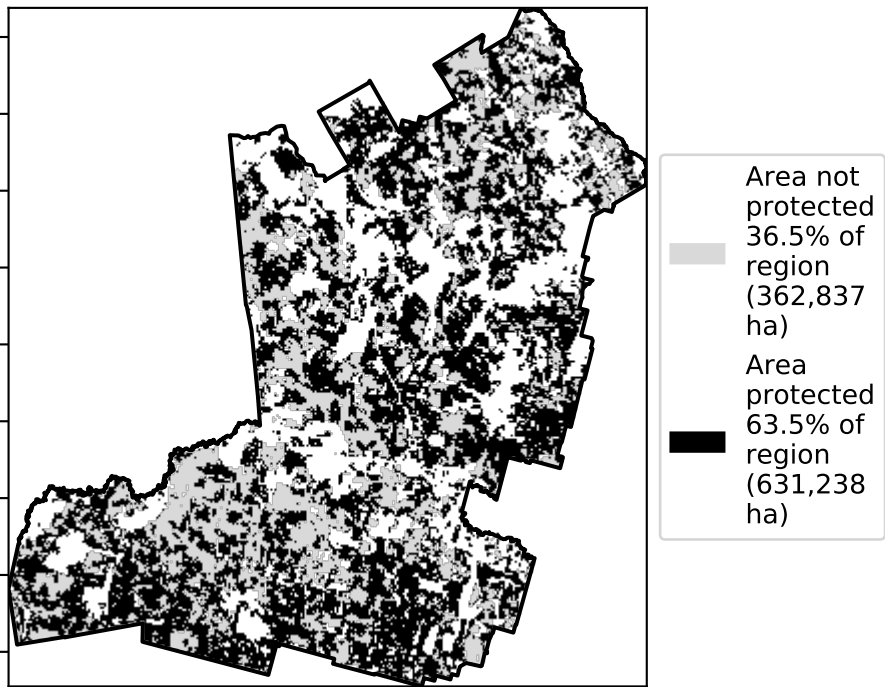 Area not
protected
36.5% of
region
(362,837
ha)
Area
protected
63.5% of
region
(631,238
ha)